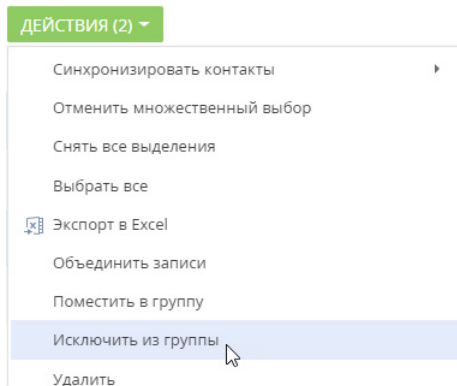 ДЕЙСТВИЯ (2)
Синхронизировать контакты
Отменить множественный выбор
Снять все выделения
Выбрать все
Экспорт в Excel
Объединить записи
Поместить в группу
Исключить из группы
Удалить